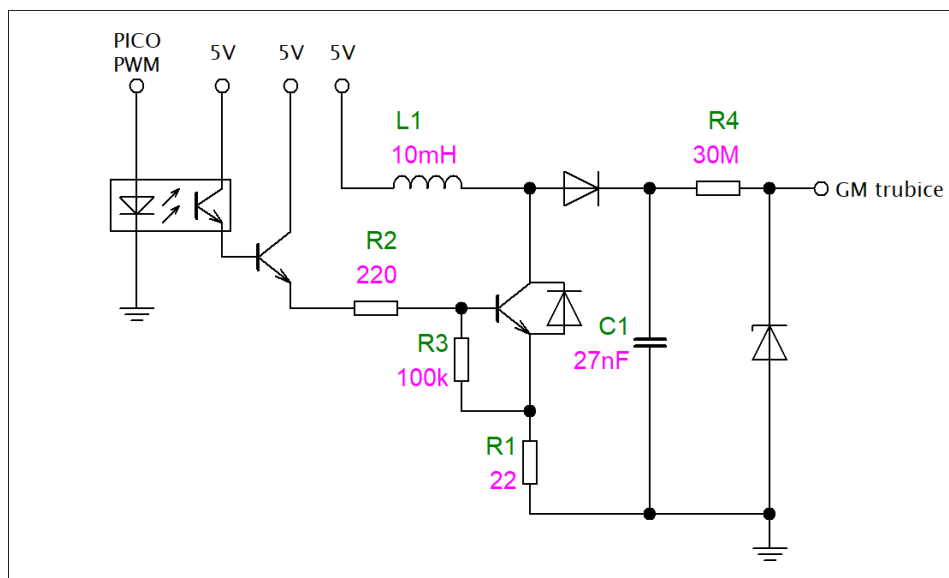 PICO
PWM
5V
5V
5V
L1
10mH
R4
30M
GM trubice
R2
220
R3
100k
C1
27nF
R1
22